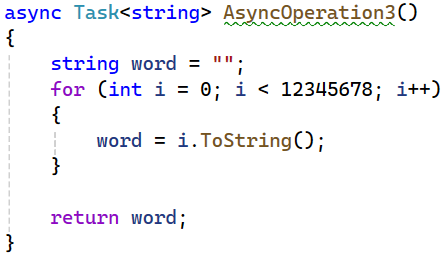 async Task<string> AsyncOperation3()
{
    string word = "";
    for (int i = 0; i < 12345678; i++)
    {
        word = i.ToString();
    }

    return word;
}